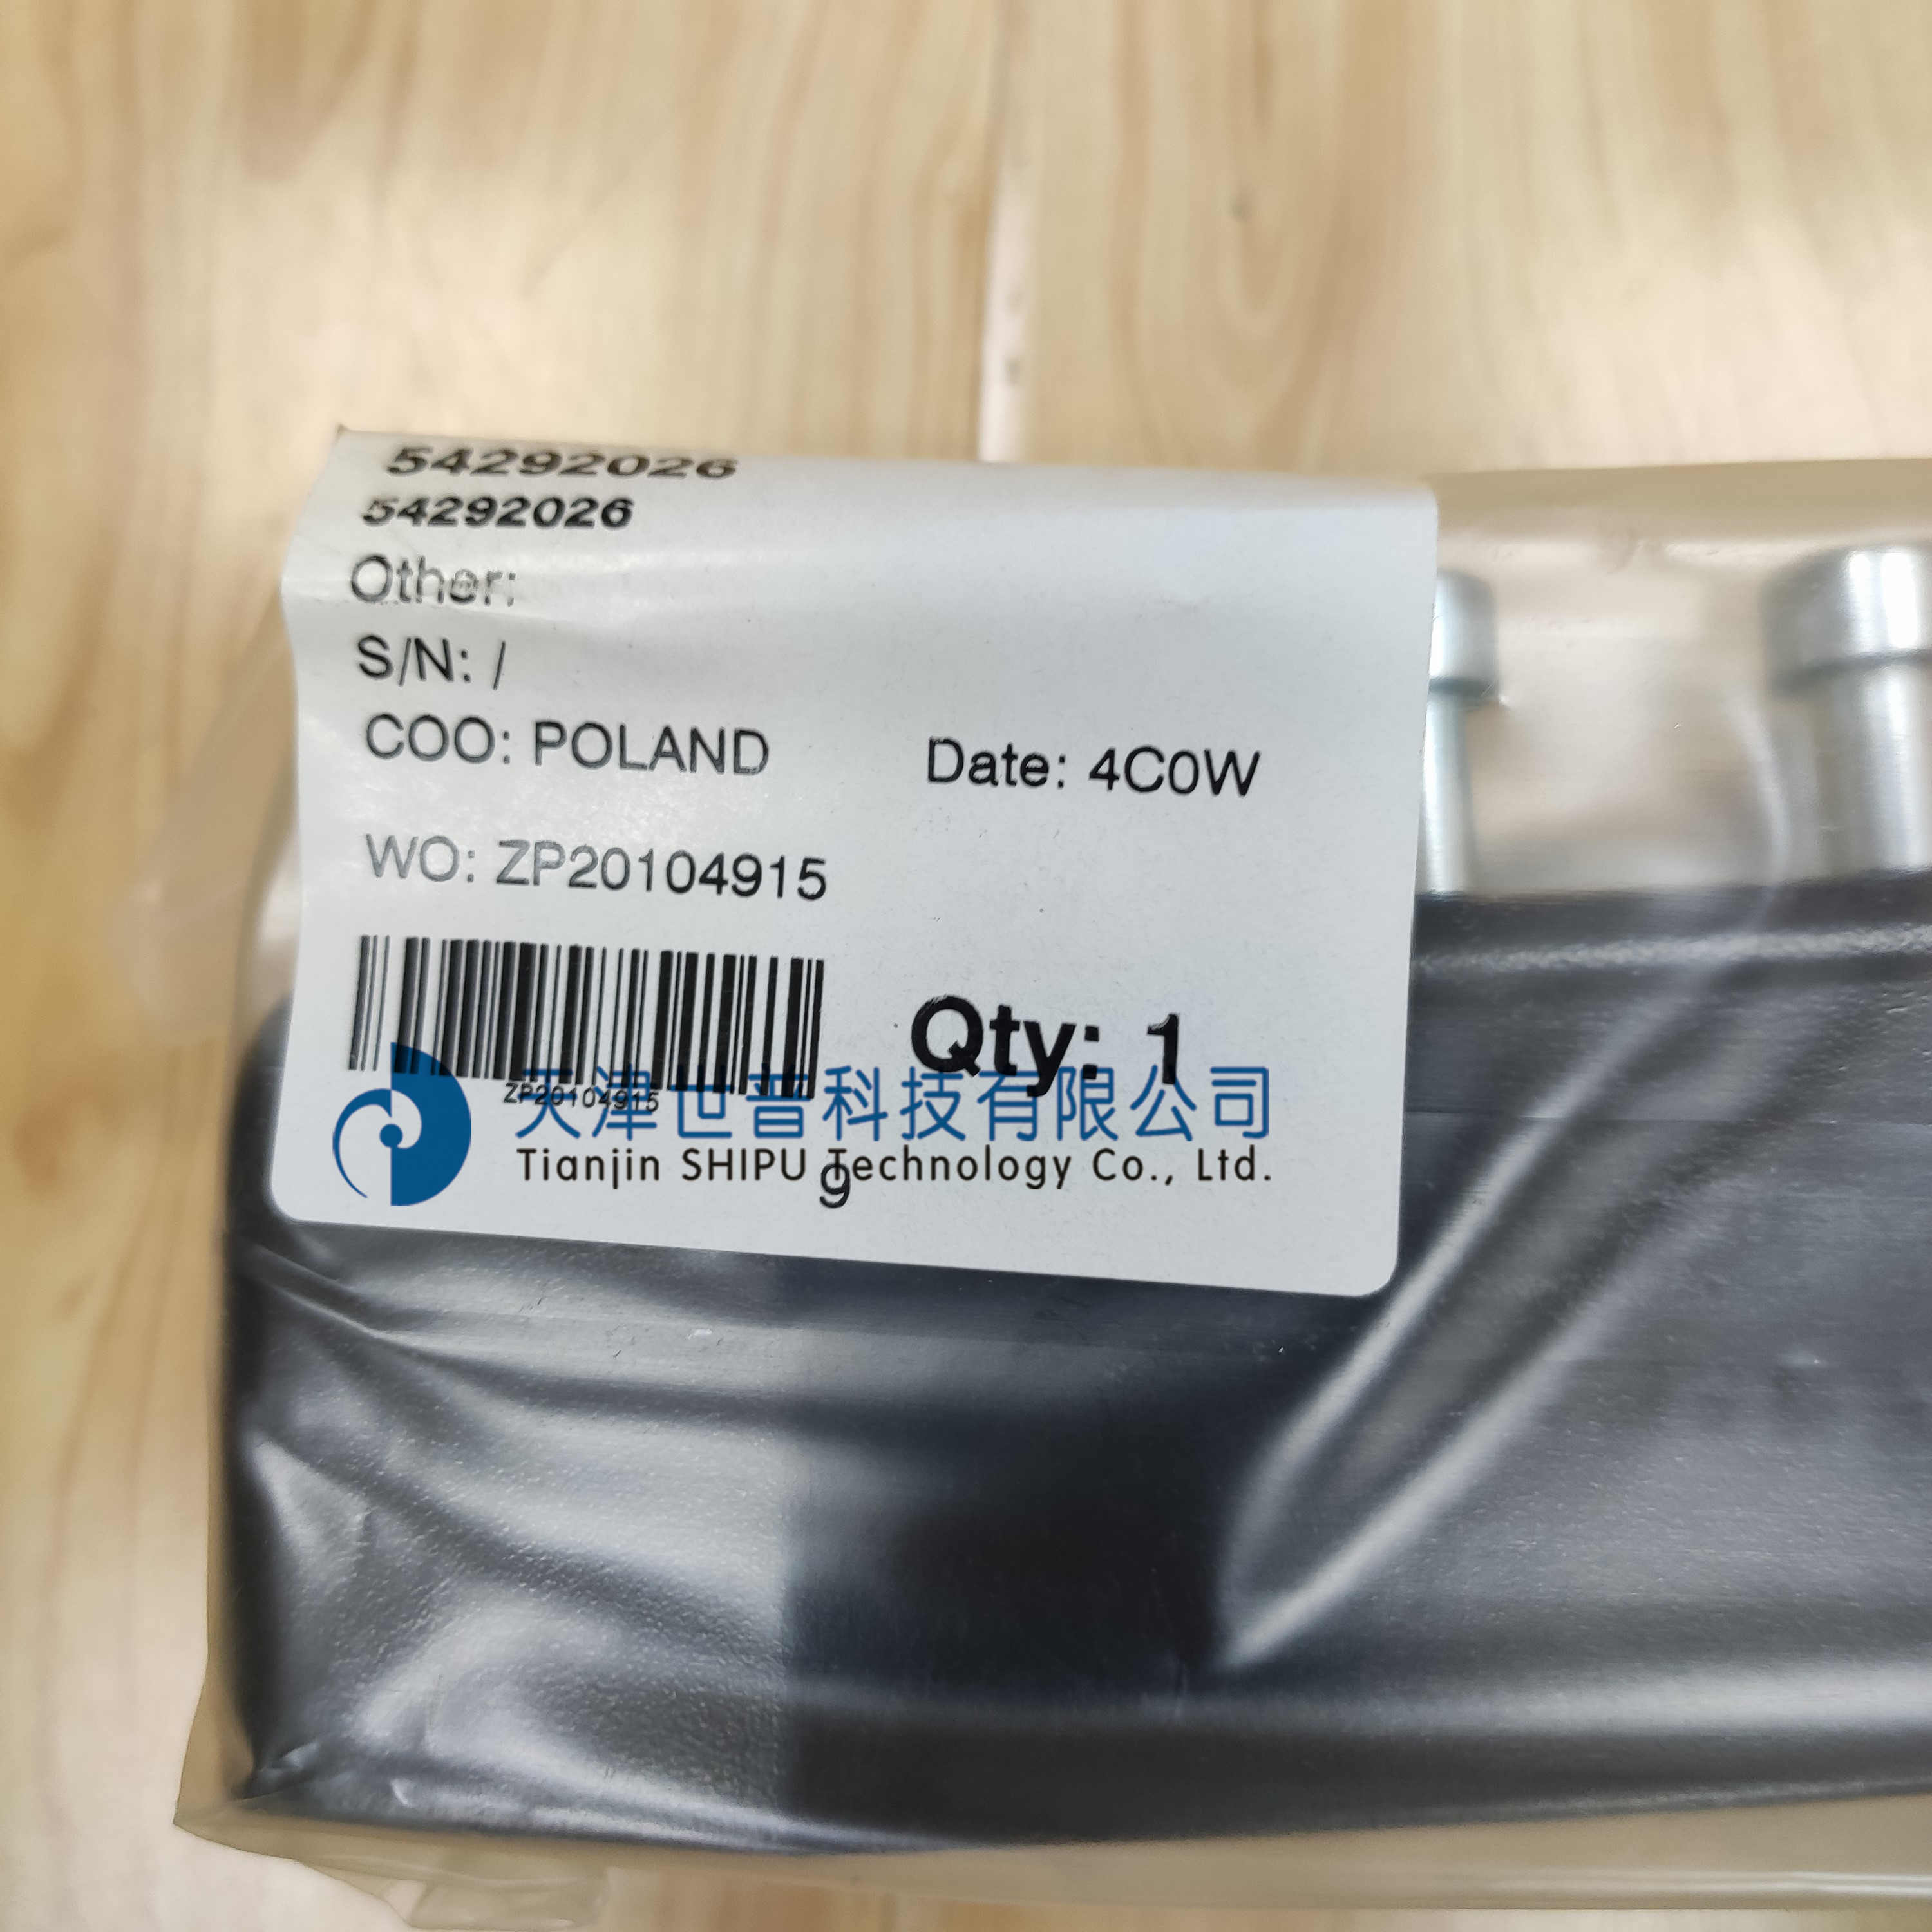 54292026
54292026
Other:
S/N: /
COO: POLAND
Date: 4C0W
WO: ZP20104915
Qty: 1
ZP20104915
天津世普科技有限公司
Tianjin SHIPU Technology Co., Ltd.
9